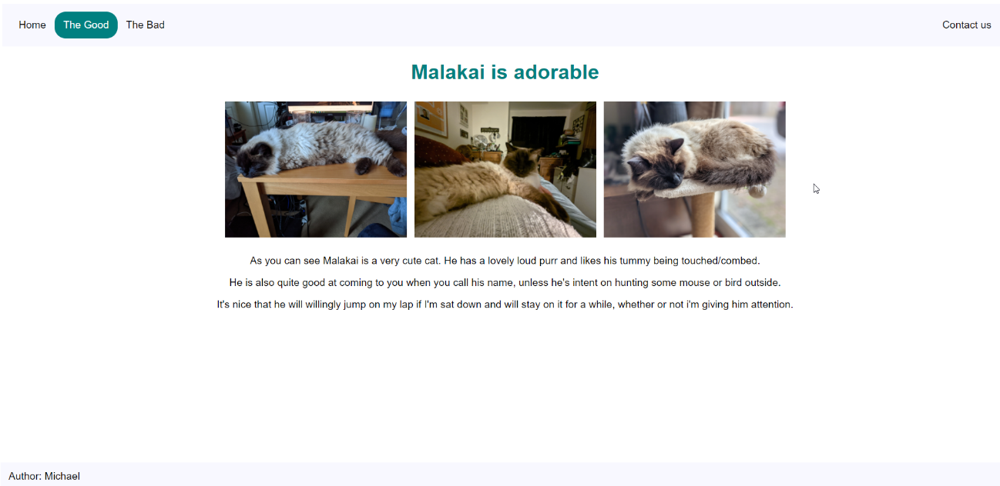 Home The Good The Bad Contact us
Malakai is adorable
As you can see Malakai is a very cute cat. He has a lovely loud purr and likes his tummy being touched/combed.
He is also quite good at coming to you when you call his name, unless he's intent on hunting some mouse or bird outside.
It's nice that he will willingly jump on my lap if I'm sat down and will stay on it for a while, whether or not i'm giving him attention.
Author: Michael